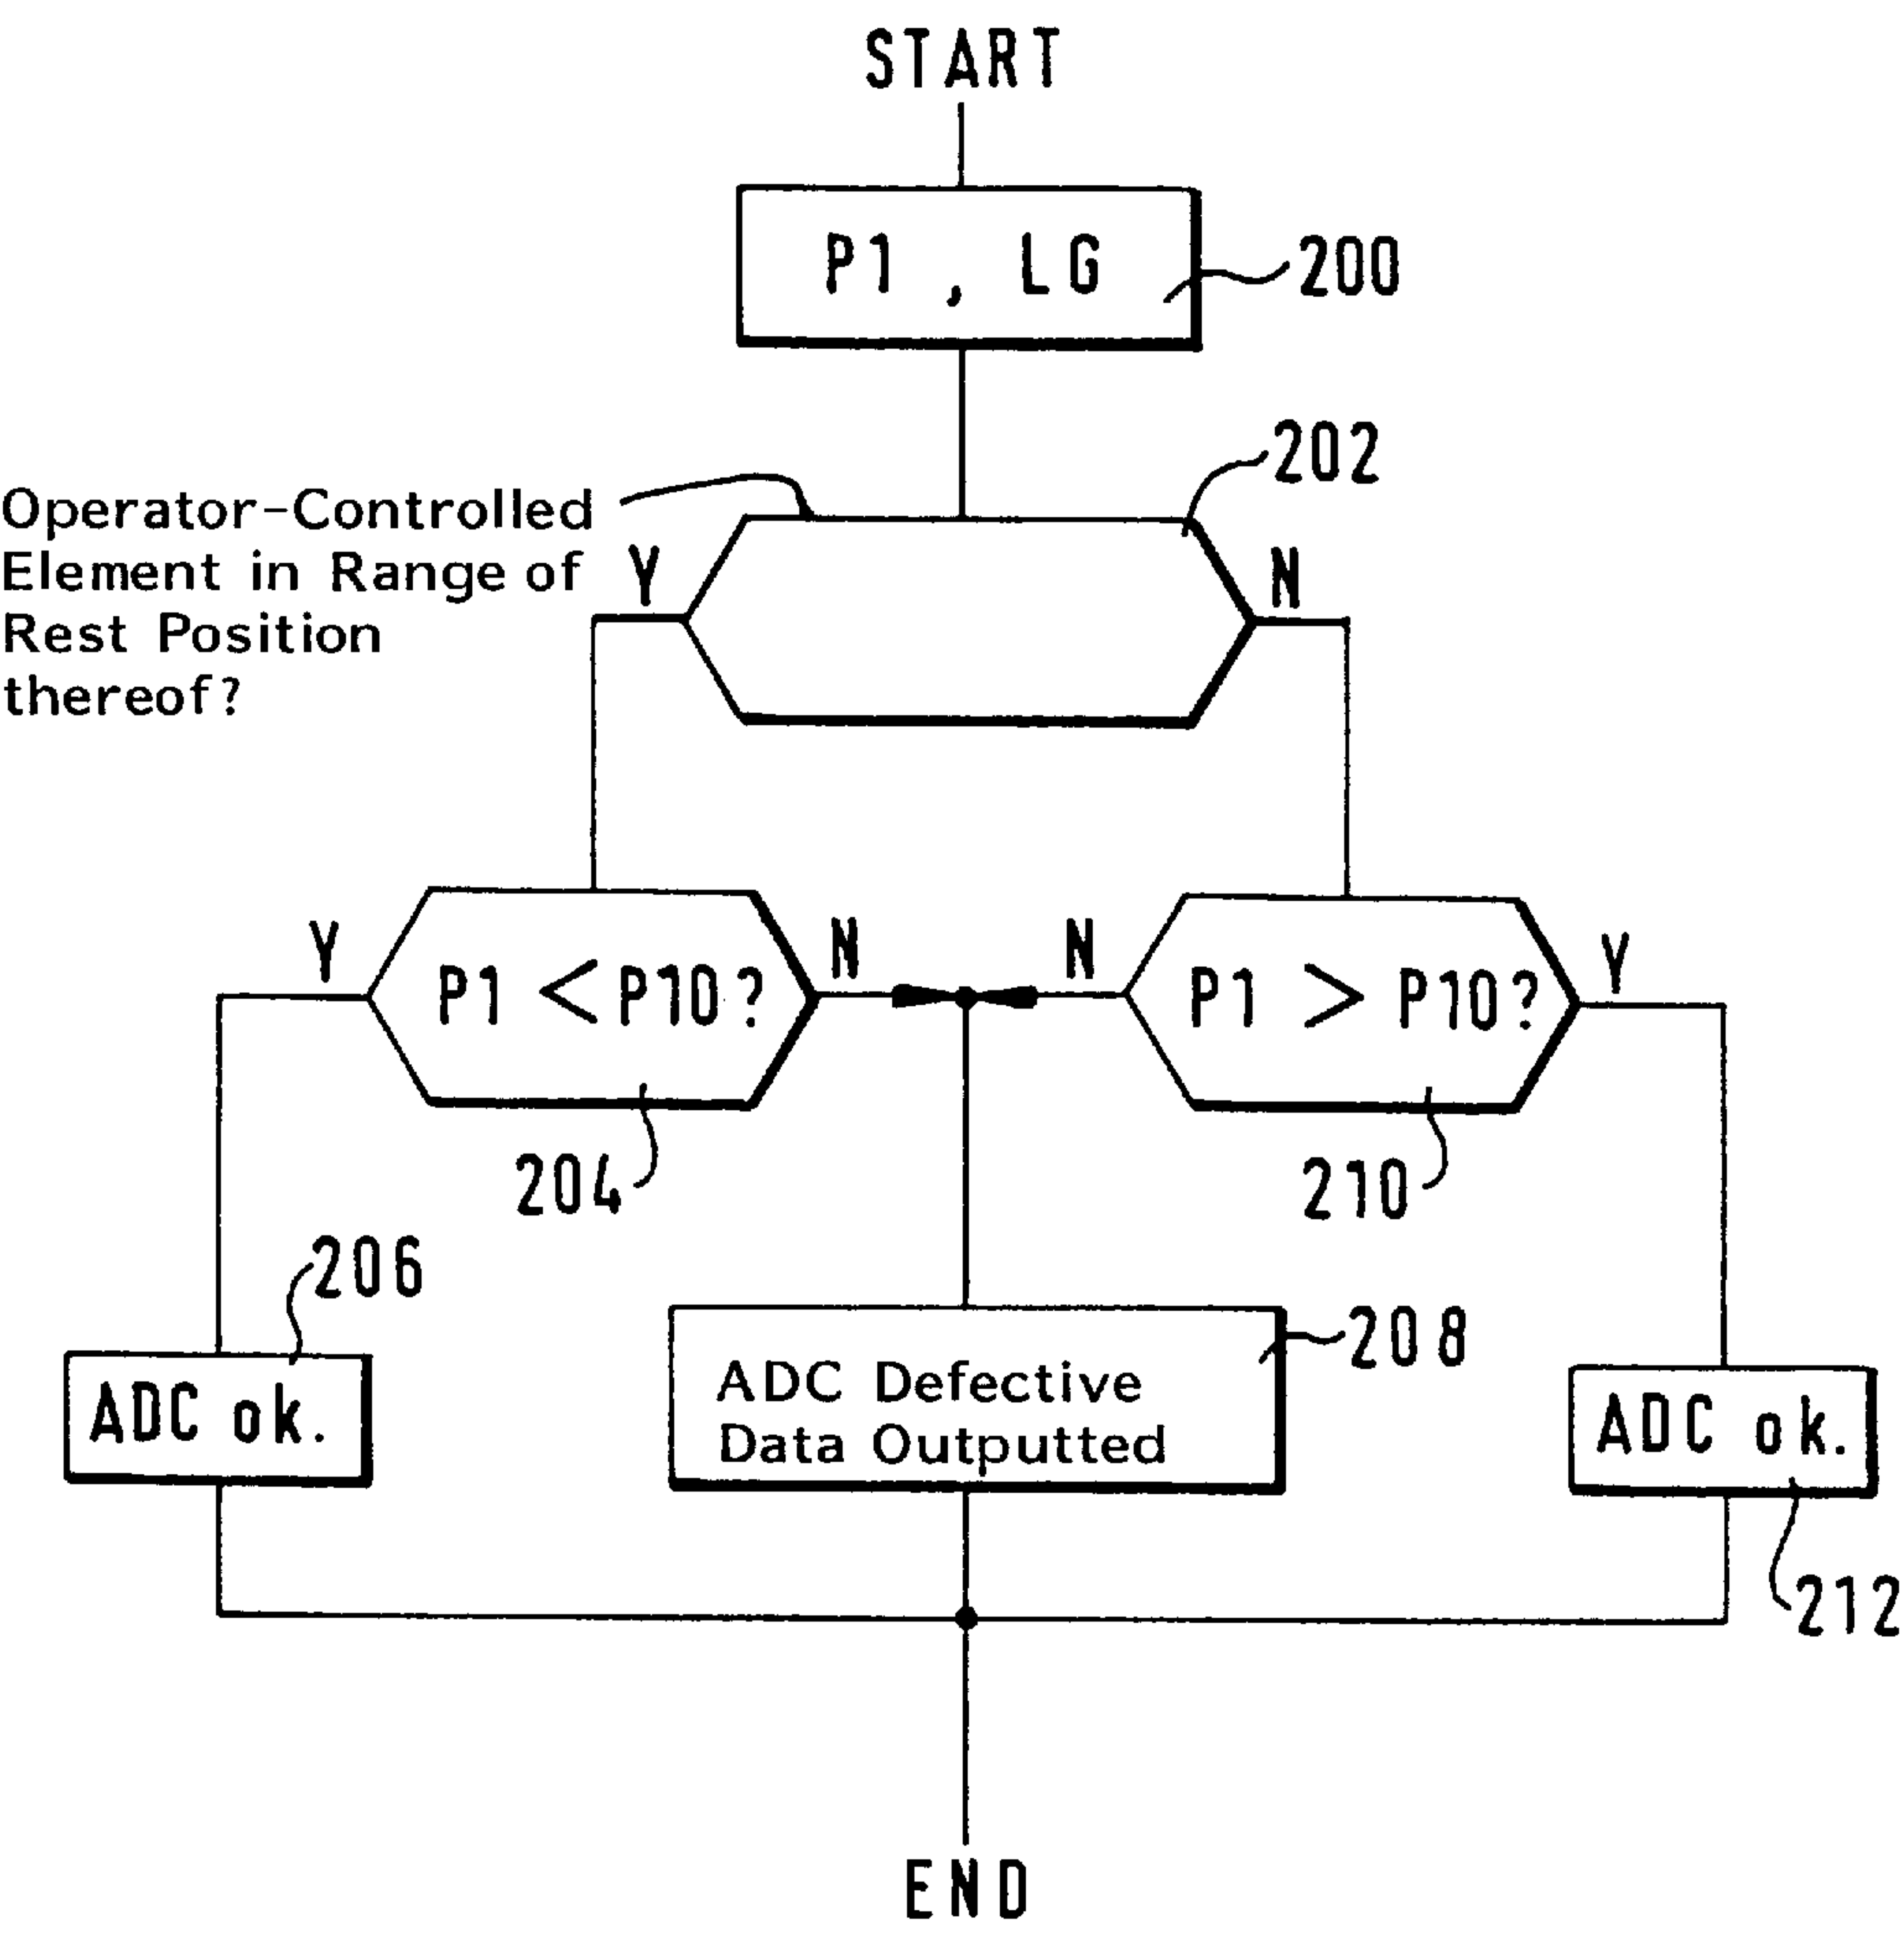 START
P1 , LG
200
202
Operator-Controlled
Element in Range of
Rest Position
thereof?
Y
N
Y
P1 < P10?
N
N
P1 > P10?
Y
204
210
206
208
ADC ok.
ADC Defective
Data Outputted
ADC ok.
212
END